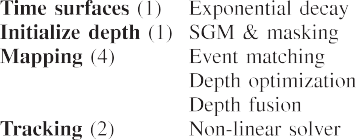 Time surfaces (1) Exponential decay
Initialize depth (1) SGM & masking
Mapping (4) Event matching
Depth optimization
Depth fusion
Tracking (2) Non-linear solver